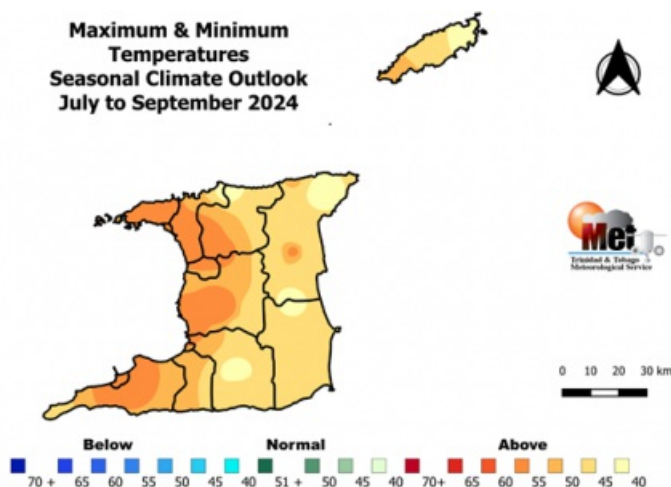 Maximum & Minimum
Temperatures
Seasonal Climate Outlook
July to September 2024
Met
Trinidad & Tobago
Meteorological Service
0 10 20 30 km
Below Normal Above
70 + 65 60 55 50 45 40 51 + 50 45 40 70+ 65 60 55 50 45 40